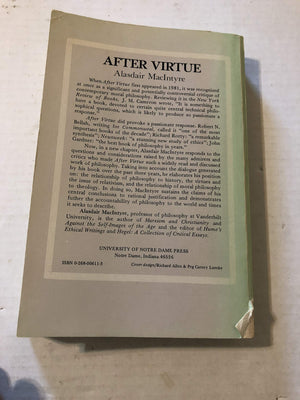 AFTER VIRTUE
Alasdair MacIntyre
When After Virtue first appeared in 1981, it was recognized
at once as a significant and potentially controversial critique of
contemporary moral philosophy. Reviewing it in the New York
Review of Books, J. M. Cameron wrote, "It is something to
have a book, devoted to certain quite central technical philo-
sophical questions, which is likely to produce so passionate a
response."
After Virtue did provoke a passionate response. Robert N.
Bellah, writing for Commonweal, called it "one of the most
important books of the decade"; Richard Rorty: "a remarkable
synthesis"; Newsweek: "A stunning new study of ethics"; John
Gardner: "the best book of philosophy in years."
Now, in a new chapter, Alasdair MacIntyre responds to the
questions and considerations raised by the many admirers and
critics who made After Virtue such a widely read and discussed
work of philosophy. Taking into account the dialogue generated
by his book over the past three years, he elaborates his position
on: the relationship of philosophy to history, the virtues and
the issue of relativism, and the relationship of moral philosophy
to theology. In doing so, MacIntyre sustains the claims of his
central conclusions to rational justification and demonstrates
further the accountability of philosophy to the world and times
it seeks to describe.
Alasdair MacIntyre, professor of philosophy at Vanderbilt
University, is the author of Marxism and Christianity and
Against the Self-Images of the Age and the editor of Hume's
Ethical Writings and Hegel: A Collection of Critical Essays.
UNIVERSITY OF NOTRE DAME PRESS
Notre Dame, Indiana 46556
ISBN 0-268-00611-3
Cover design/Richard Allen & Peg Gerrity Loeville